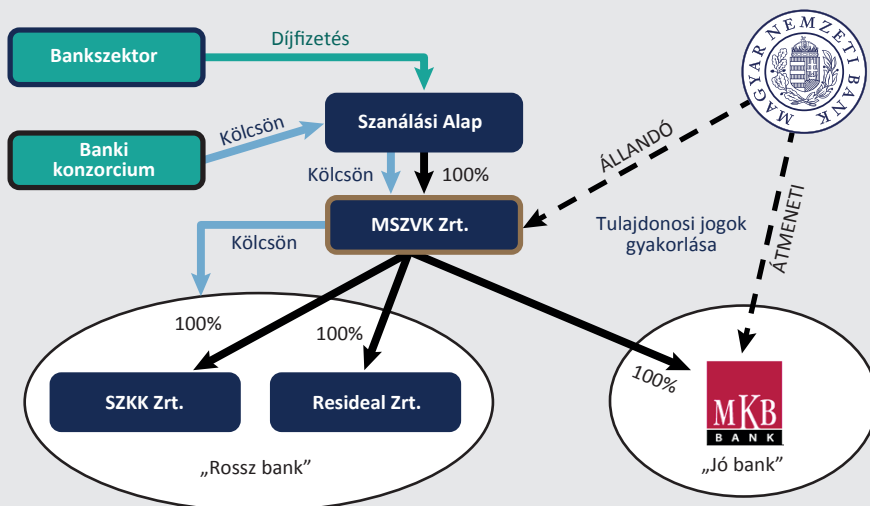 Bankszektor
Díjfizetés
MAGYAR NEMZETI BANK
Banki
konzorcium
Kölcsön
Szanálási Alap
Kölcsön
100%
ÁLLANDÓ
ÁTMENETI
MSZVK Zrt.
Tulajdonosi jogok
gyakorlása
Kölcsön
100%
100%
100%
SZKK Zrt.
Resideal Zrt.
MKB
BANK
„Rossz bank”
„Jó bank”